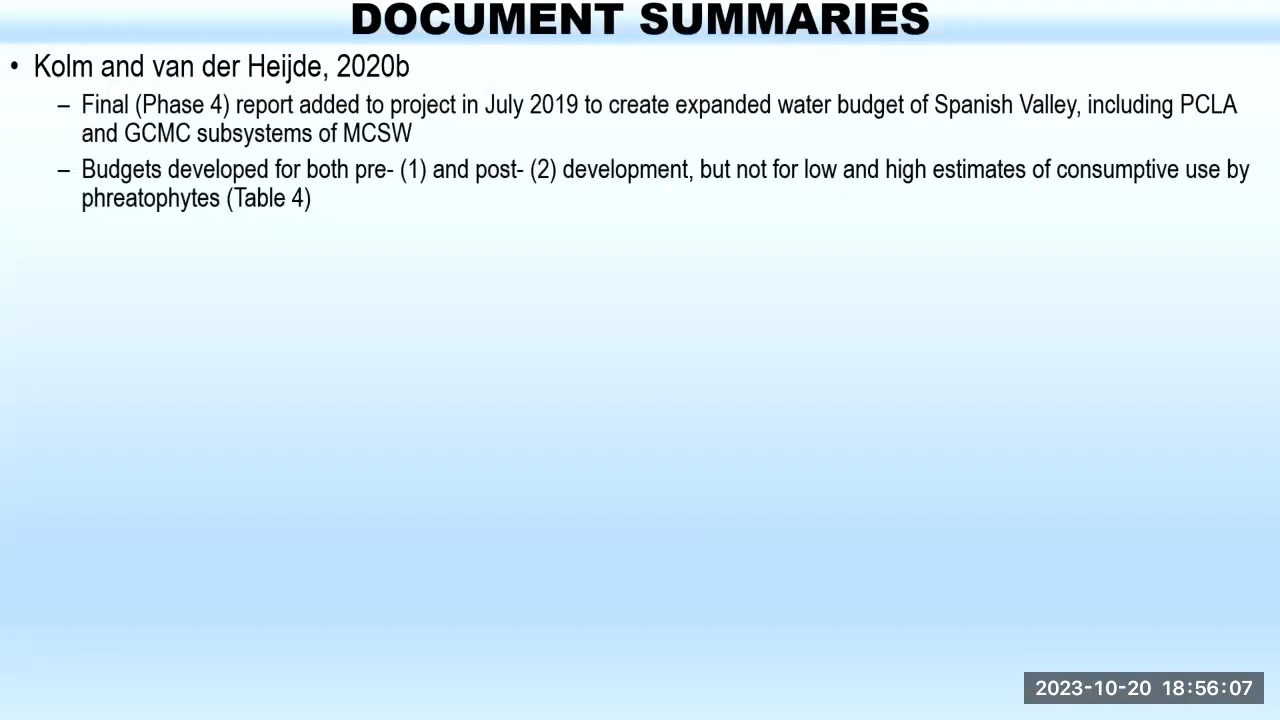 DOCUMENT SUMMARIES
• Kolm and van der Heijde, 2020b
– Final (Phase 4) report added to project in July 2019 to create expanded water budget of Spanish Valley, including PCLA
and GCMC subsystems of MCSW
– Budgets developed for both pre- (1) and post- (2) development, but not for low and high estimates of consumptive use by
phreatophytes (Table 4)
2023-10-20 18:56:07